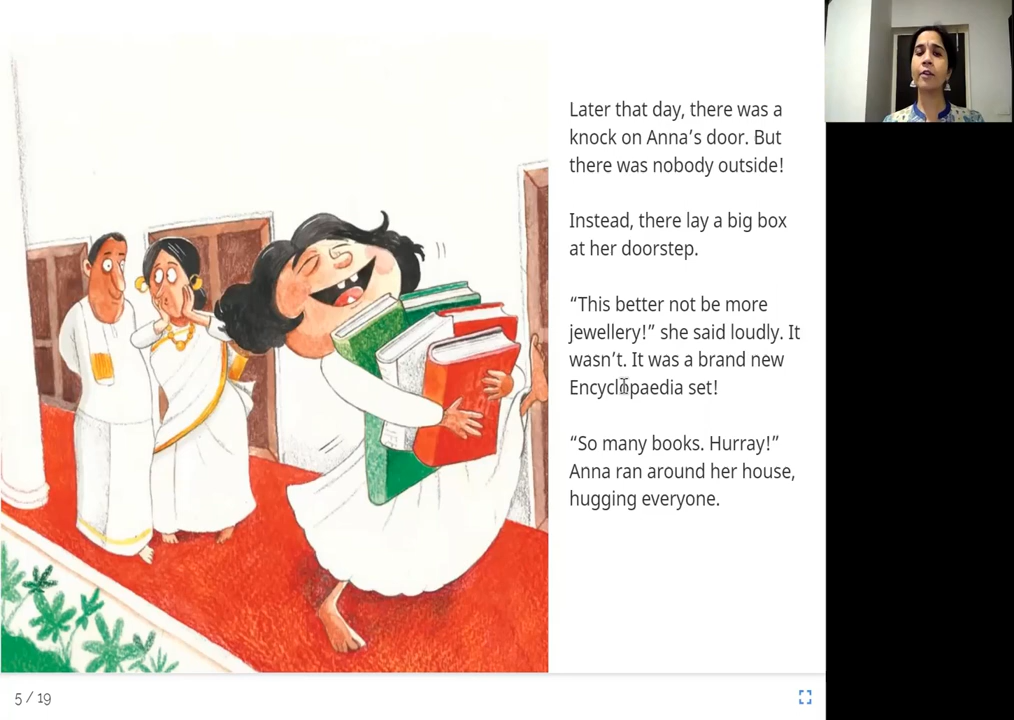 Later that day, there was a
knock on Anna’s door. But
there was nobody outside!
Instead, there lay a big box
at her doorstep.
“This better not be more
jewellery!” she said loudly. It
wasn’t. It was a brand new
Encyclopaedia set!
“So many books. Hurray!”
Anna ran around her house,
hugging everyone.
5 / 19